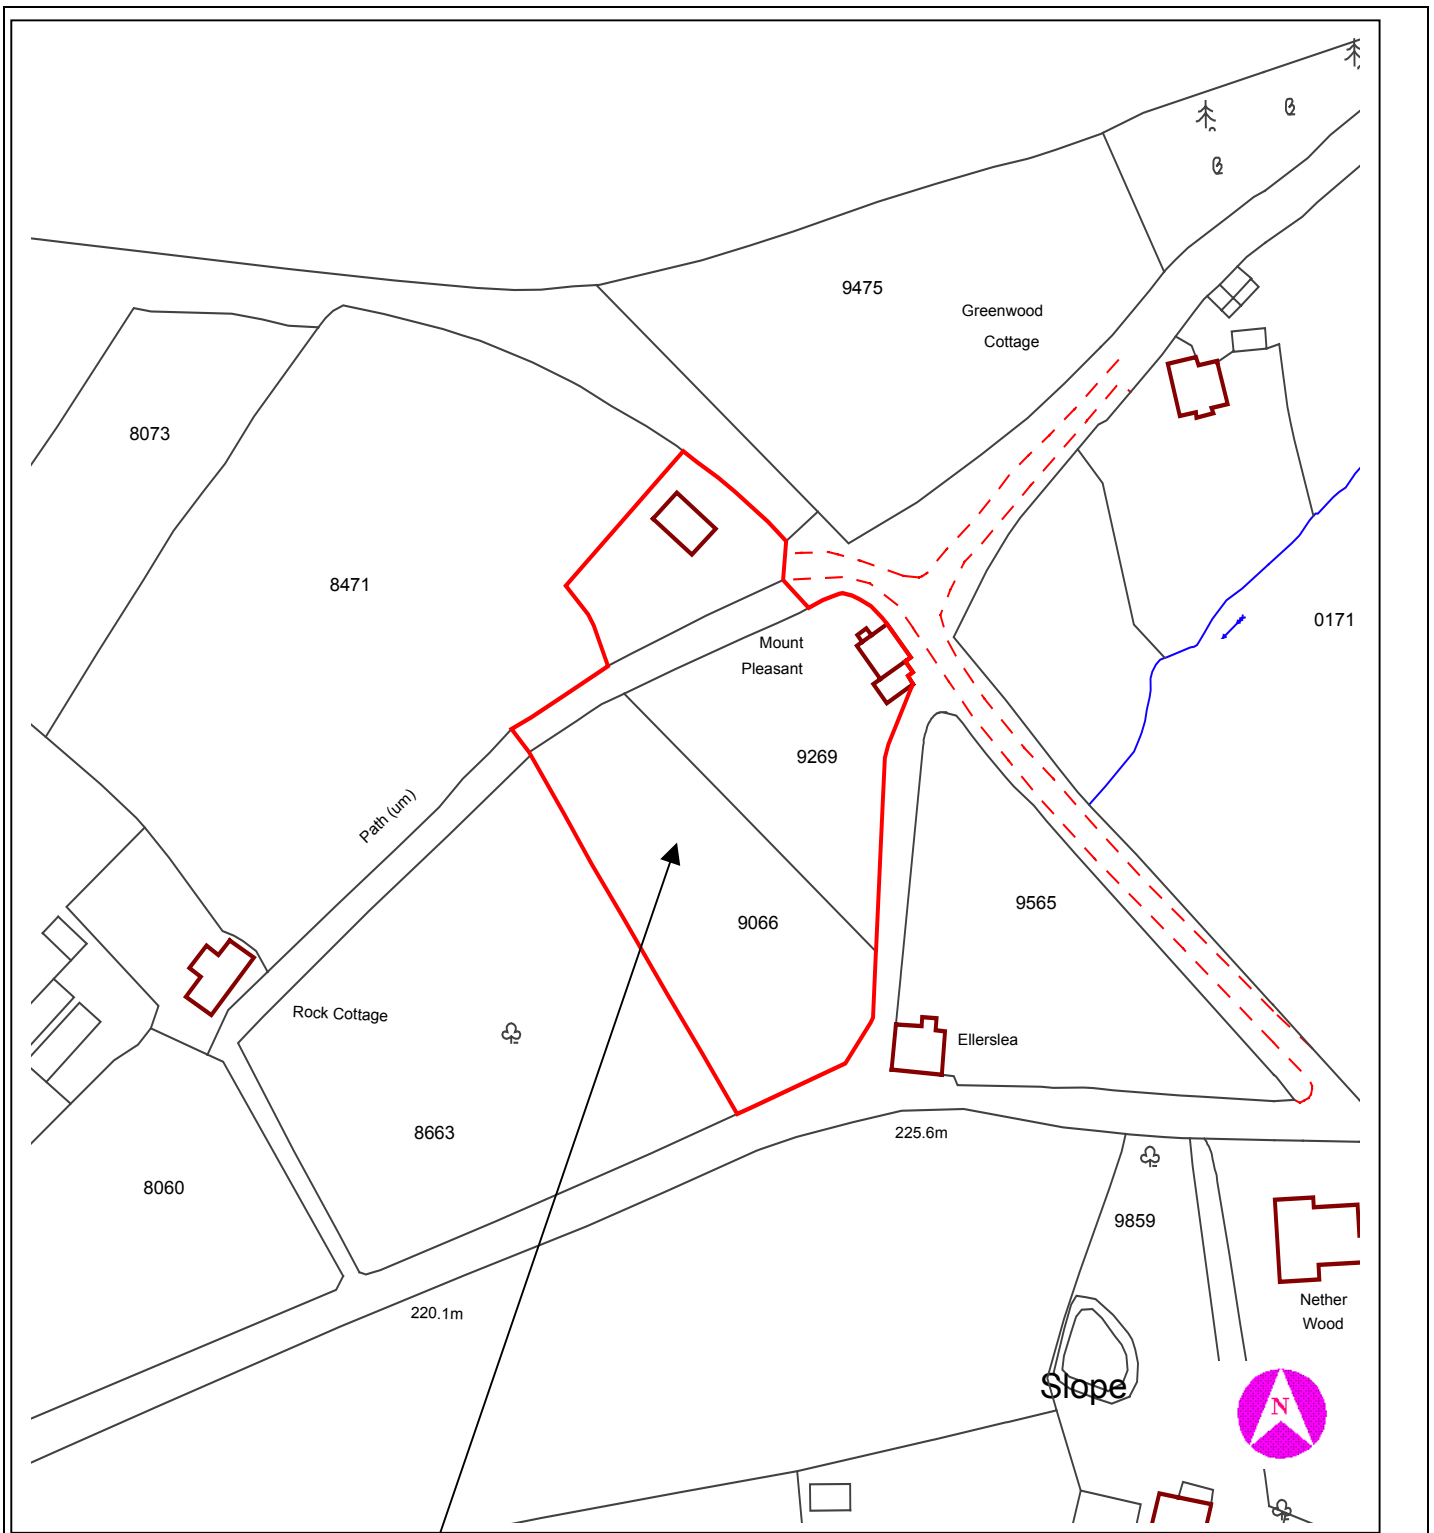 9475
Greenwood
Cottage
8073
8471
0171
Mount
Pleasant
9269
Path (um)
9565
9066
Rock Cottage
Ellerslea
8663
225.6m
8060
9859
220.1m
Nether
Wood
Slope
N